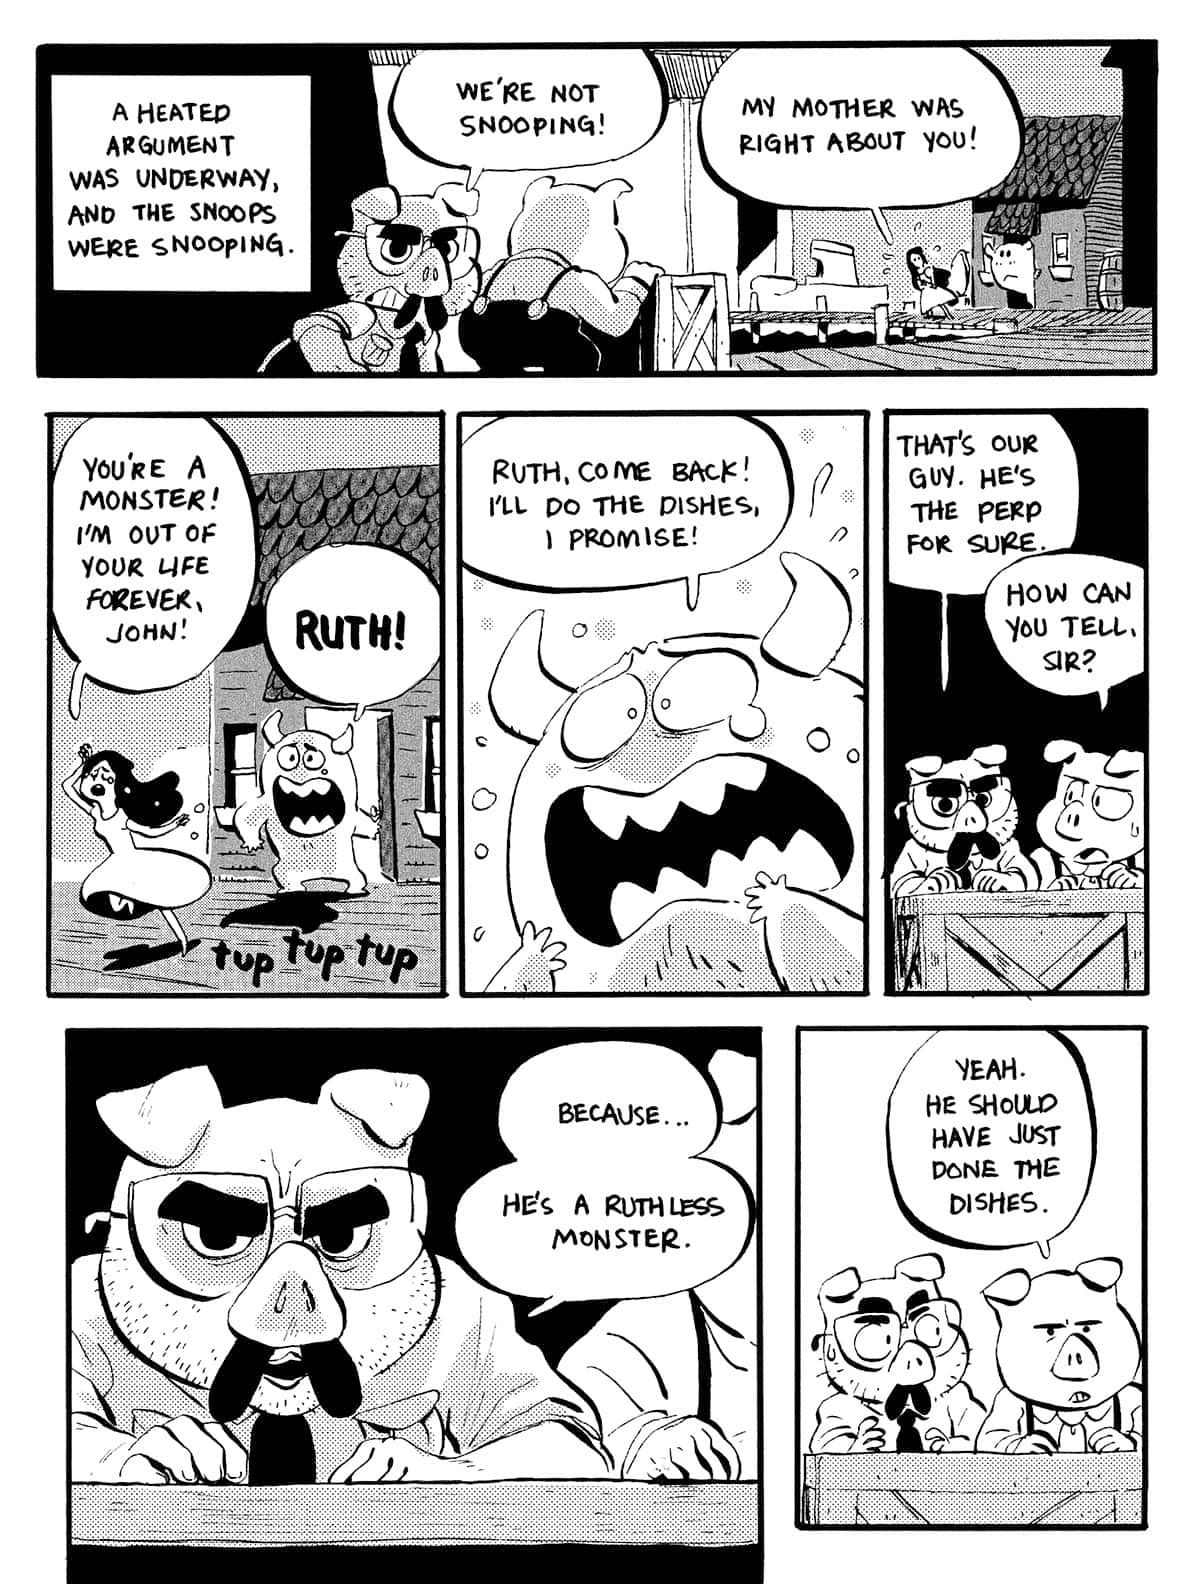 A HEATED
ARGUMENT
WAS UNDERWAY,
AND THE SNOOPS
WERE SNOOPING.
WE'RE NOT
SNOOPING!
MY MOTHER WAS
RIGHT ABOUT YOU!
YOU'RE A
MONSTER!
I'M OUT OF
YOUR LIFE
FOREVER,
JOHN!
RUTH!
tup tup tup
RUTH, COME BACK!
I'LL DO THE DISHES,
I PROMISE!
THAT'S OUR
GUY. HE'S
THE PERP
FOR SURE.
HOW CAN
YOU TELL,
SIR?
BECAUSE...
HE'S A RUTHLESS
MONSTER.
YEAH.
HE SHOULD
HAVE JUST
DONE THE
DISHES.